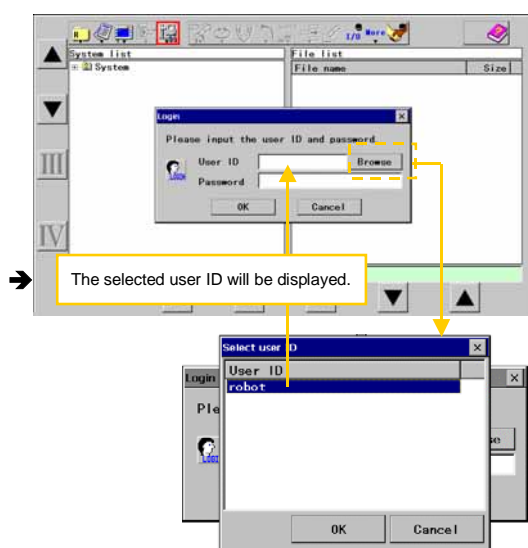 I/O More
System list
File list
System
File name Size
Login
Please input the user ID and password
User ID Browse
LOGIN
Password
OK Cancel
III
IV
The selected user ID will be displayed.
Select user ID
User ID
robot
Login
Ple
LOGIN
se
OK Cancel